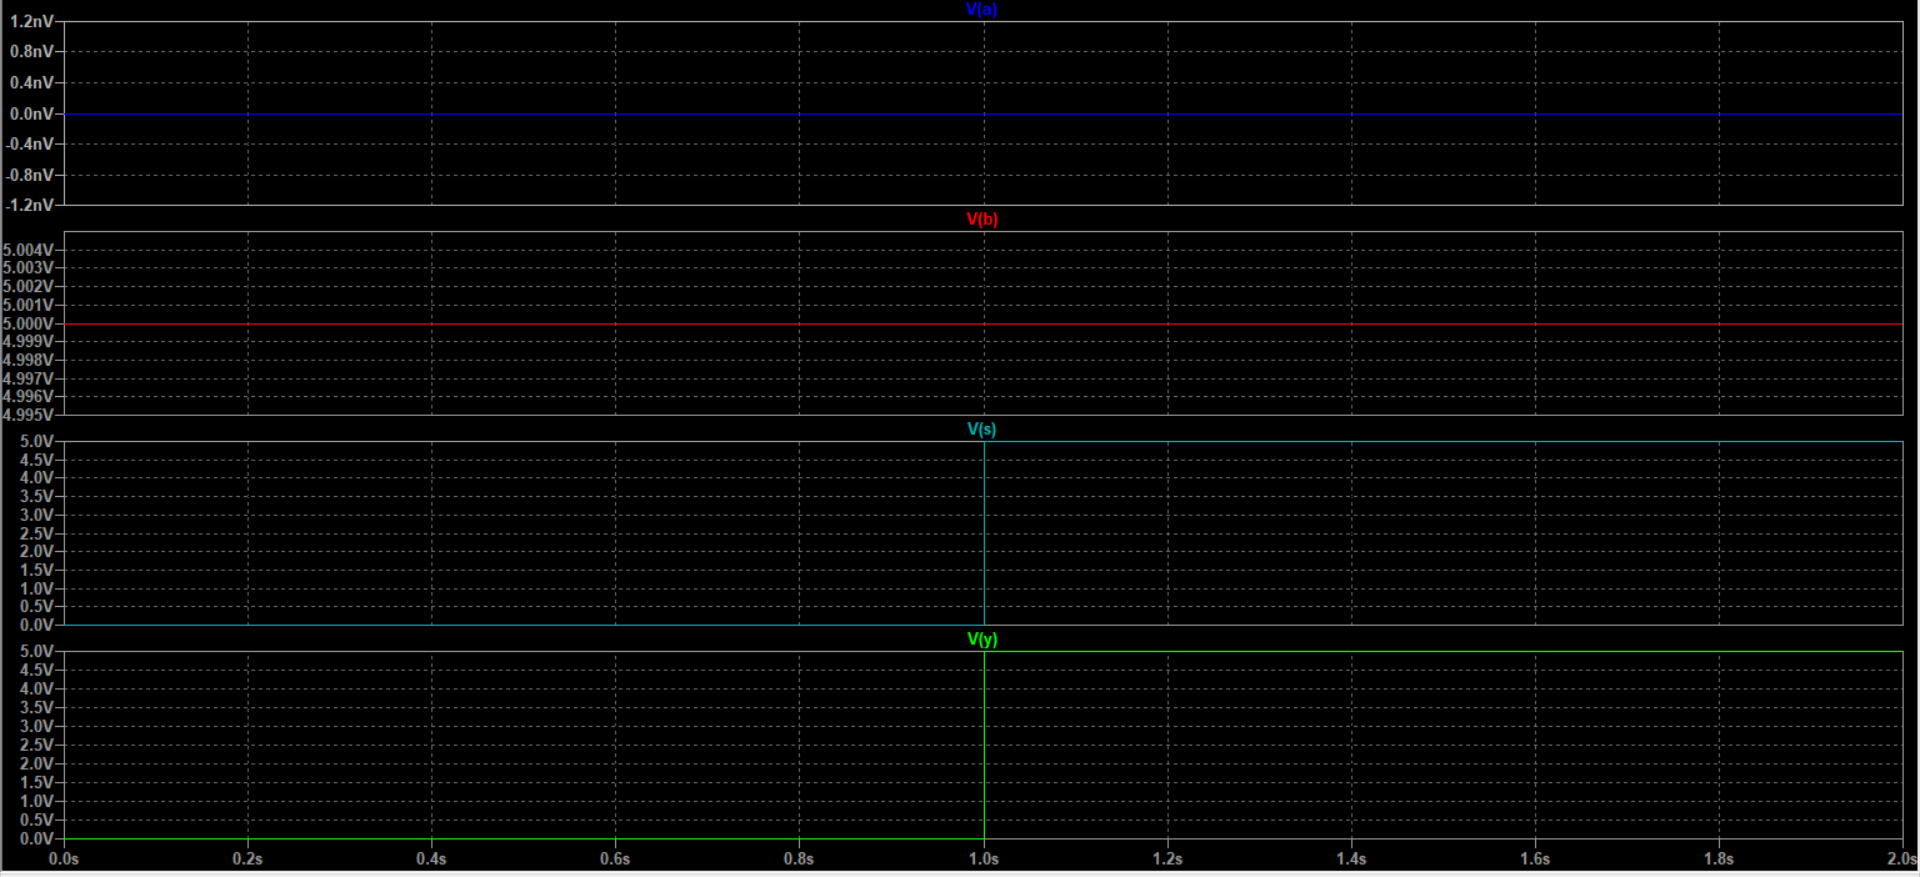 V(a)
1.2nV
0.8nV
0.4nV
0.0nV
-0.4nV
-0.8nV
-1.2nV
V(b)
5.004V
5.003V
5.002V
5.001V
5.000V
4.999V
4.998V
4.997V
4.996V
4.995V
V(s)
5.0V
4.5V
4.0V
3.5V
3.0V
2.5V
2.0V
1.5V
1.0V
0.5V
0.0V
V(y)
5.0V
4.5V
4.0V
3.5V
3.0V
2.5V
2.0V
1.5V
1.0V
0.5V
0.0V
0.0s 0.2s 0.4s 0.6s 0.8s 1.0s 1.2s 1.4s 1.6s 1.8s 2.0s